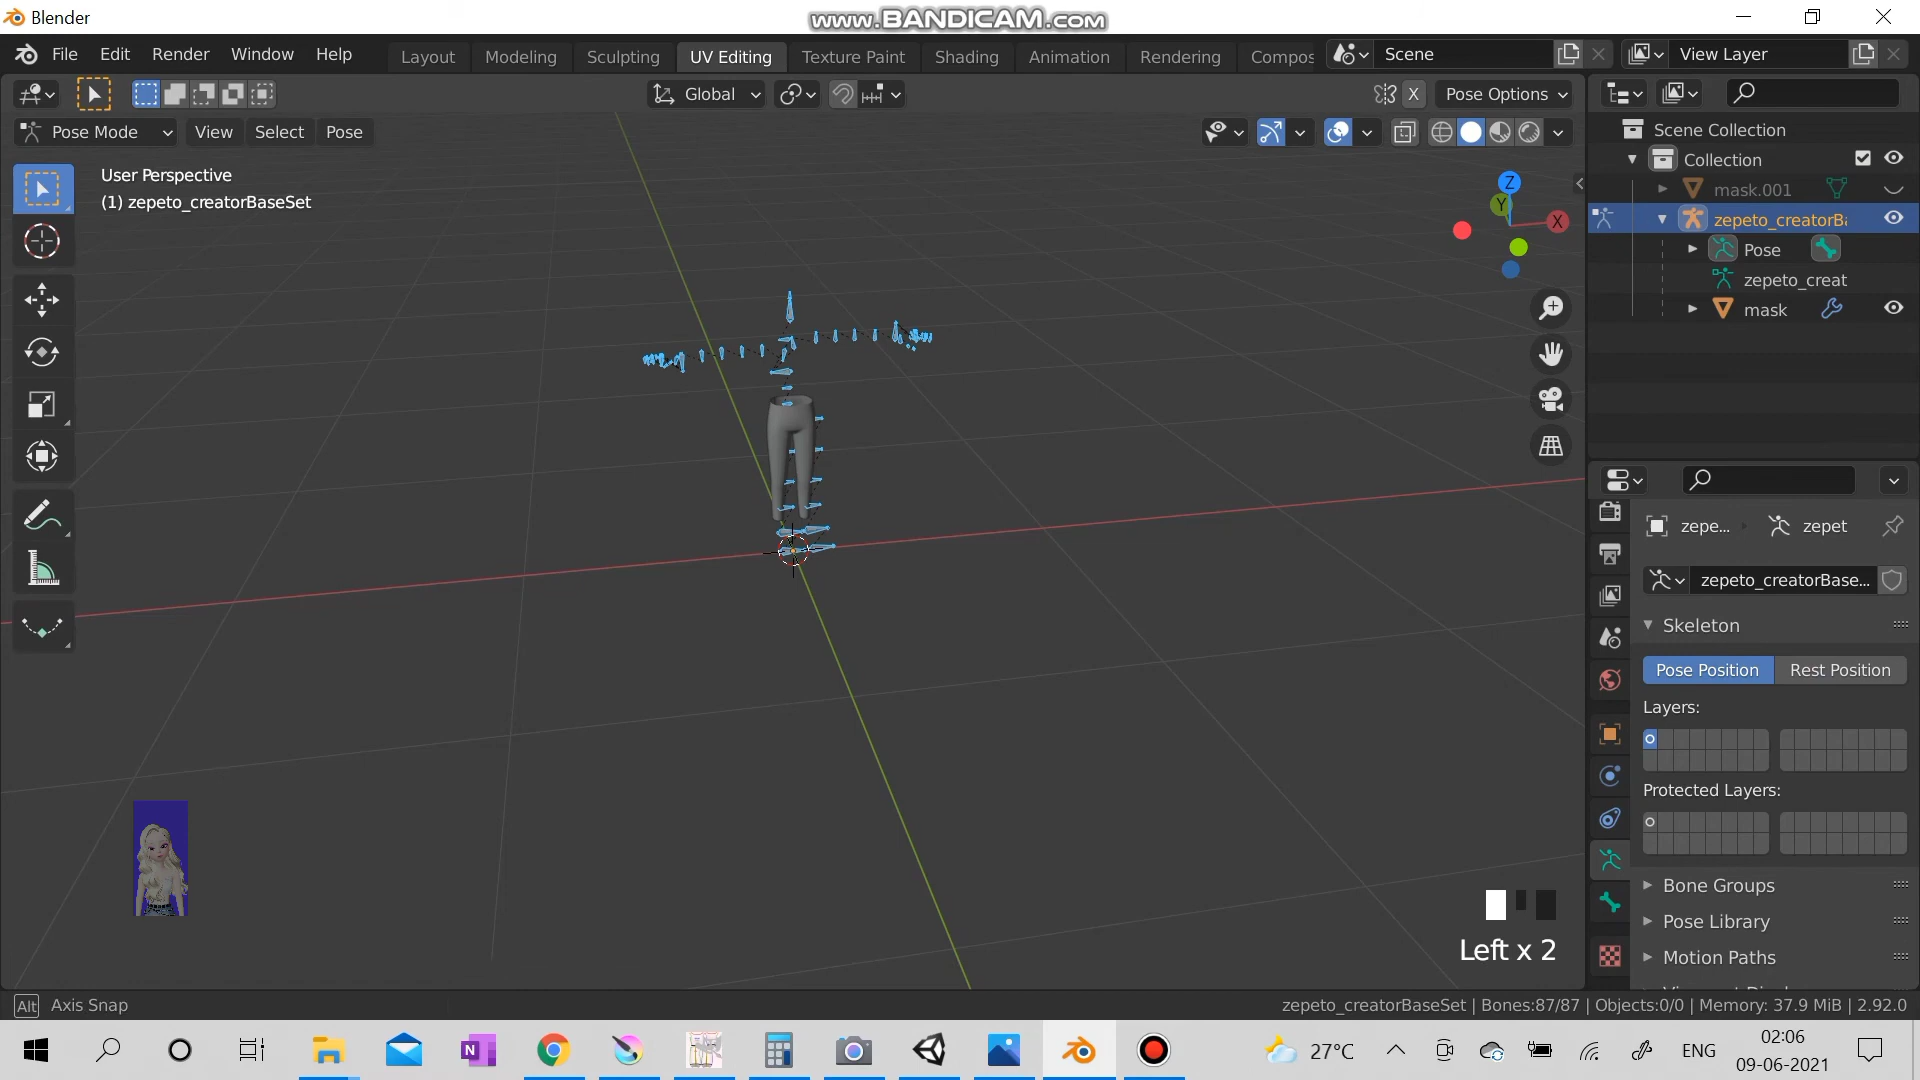 Blender
www.BANDICAM.com
File Edit Render Window Help
Layout Modeling Sculpting UV Editing Texture Paint Shading Animation Rendering Compos
Scene
View Layer
Global
X
Pose Options
Pose Mode View Select Pose
User Perspective
(1) zepeto_creatorBaseSet
Z
Y
X
Scene Collection
Collection
mask.001
zepeto_creatorBa
Pose
zepeto_creat
mask
zepe... zepet
zepeto_creatorBase...
Skeleton
Pose Position Rest Position
Layers:
Protected Layers:
Bone Groups
Pose Library
Motion Paths
Left x 2
Alt Axis Snap
zepeto_creatorBaseSet | Bones:87/87 | Objects:0/0 | Memory: 37.9 MiB | 2.92.0
N
27°C
ENG
02:06
09-06-2021